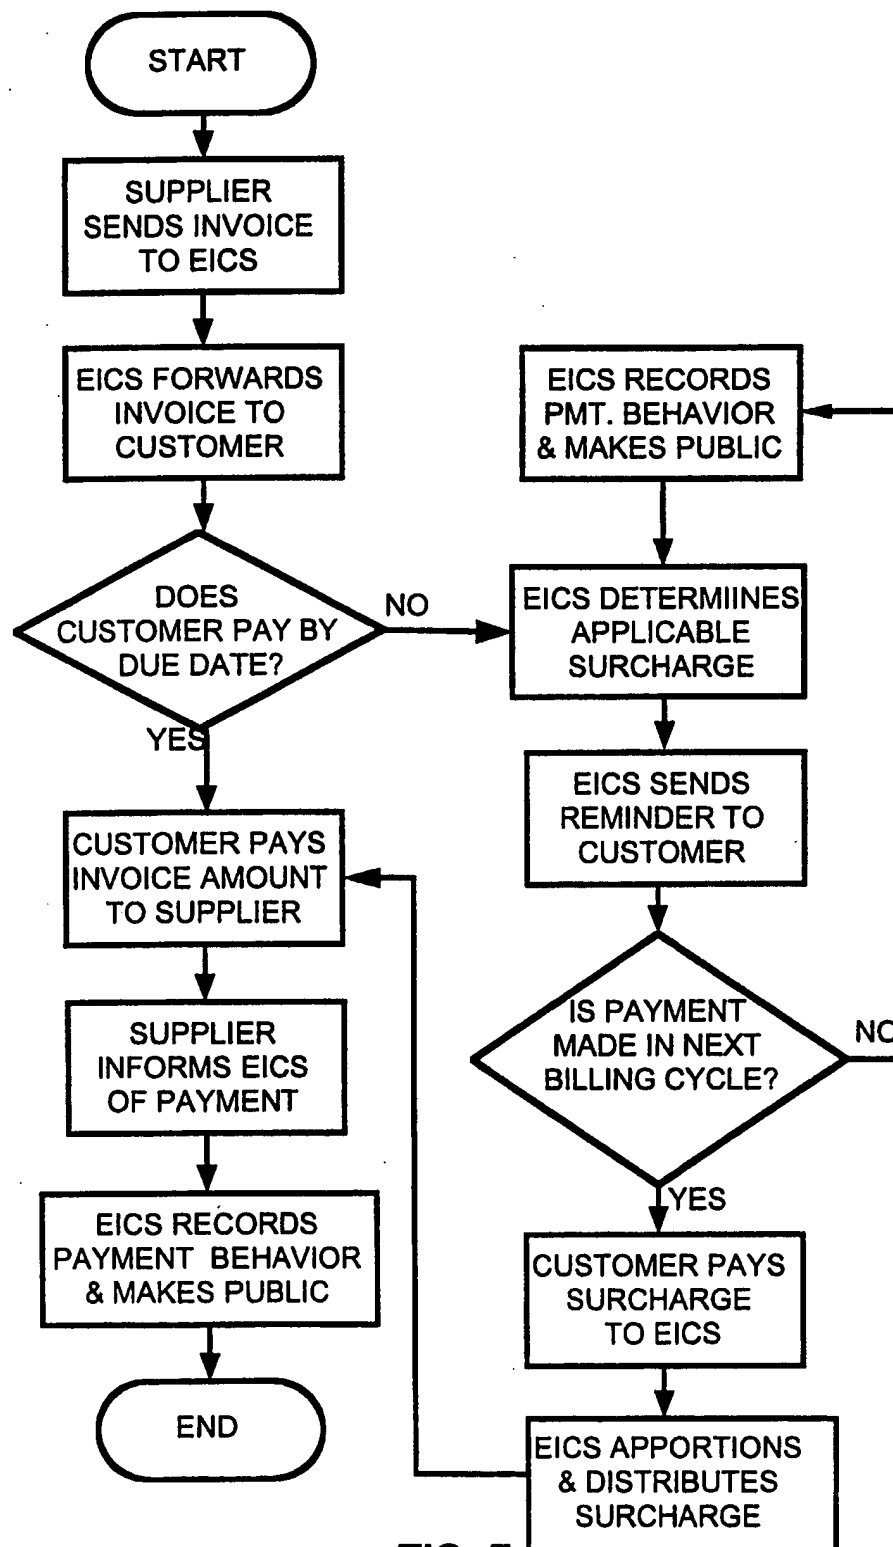 START
SUPPLIER
SENDS INVOICE
TO EICS
EICS FORWARDS
INVOICE TO
CUSTOMER
DOES
CUSTOMER PAY BY
DUE DATE?
NO
YES
CUSTOMER PAYS
INVOICE AMOUNT
TO SUPPLIER
SUPPLIER
INFORMS EICS
OF PAYMENT
EICS RECORDS
PAYMENT BEHAVIOR
& MAKES PUBLIC
END
EICS RECORDS
PMT. BEHAVIOR
& MAKES PUBLIC
EICS DETERMIINES
APPLICABLE
SURCHARGE
EICS SENDS
REMINDER TO
CUSTOMER
IS PAYMENT
MADE IN NEXT
BILLING CYCLE?
NO
YES
CUSTOMER PAYS
SURCHARGE
TO EICS
EICS APPORTIONS
& DISTRIBUTES
SURCHARGE